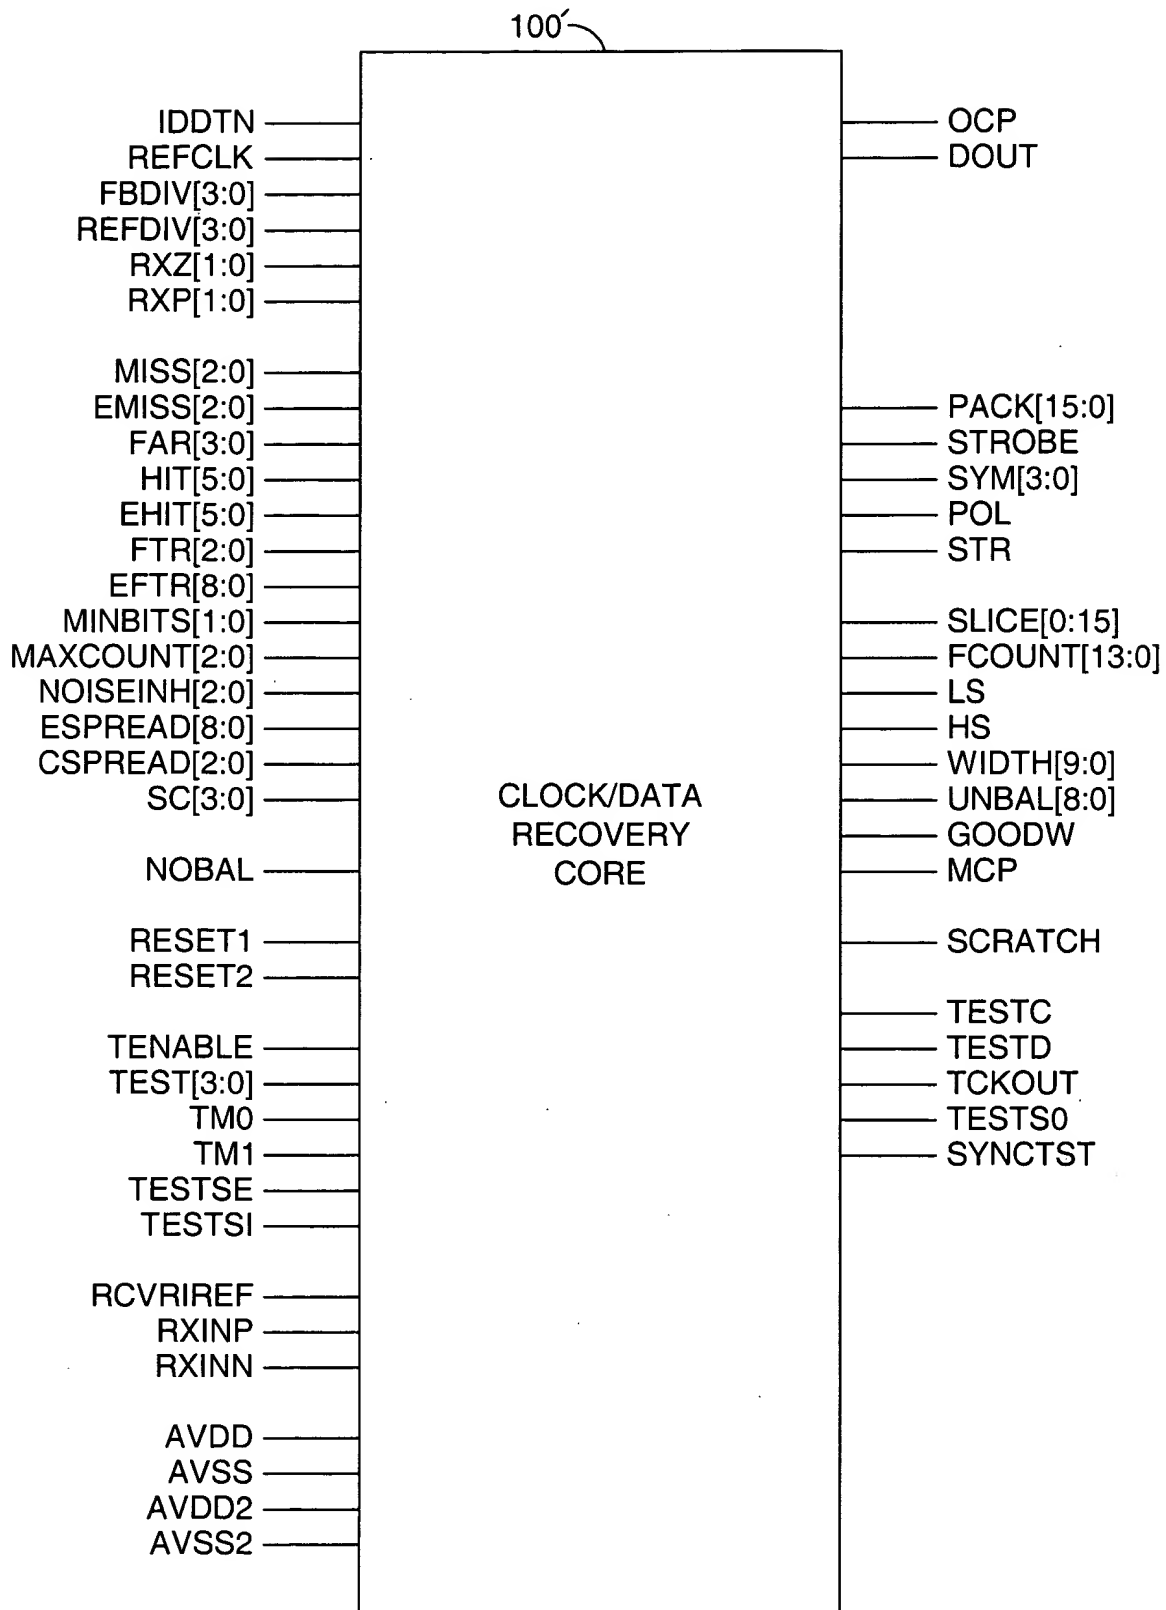 100′
IDDTN
REFCLK
FBDIV[3:0]
REFDIV[3:0]
RXZ[1:0]
RXP[1:0]
MISS[2:0]
EMISS[2:0]
FAR[3:0]
HIT[5:0]
EHIT[5:0]
FTR[2:0]
EFTR[8:0]
MINBITS[1:0]
MAXCOUNT[2:0]
NOISEINH[2:0]
ESPREAD[8:0]
CSPREAD[2:0]
SC[3:0]
NOBAL
RESET1
RESET2
TENABLE
TEST[3:0]
TM0
TM1
TESTSE
TESTSI
RCVRIREF
RXINP
RXINN
AVDD
AVSS
AVDD2
AVSS2
CLOCK/DATA
RECOVERY
CORE
OCP
DOUT
PACK[15:0]
STROBE
SYM[3:0]
POL
STR
SLICE[0:15]
FCOUNT[13:0]
LS
HS
WIDTH[9:0]
UNBAL[8:0]
GOODW
MCP
SCRATCH
TESTC
TESTD
TCKOUT
TESTS0
SYNCTST